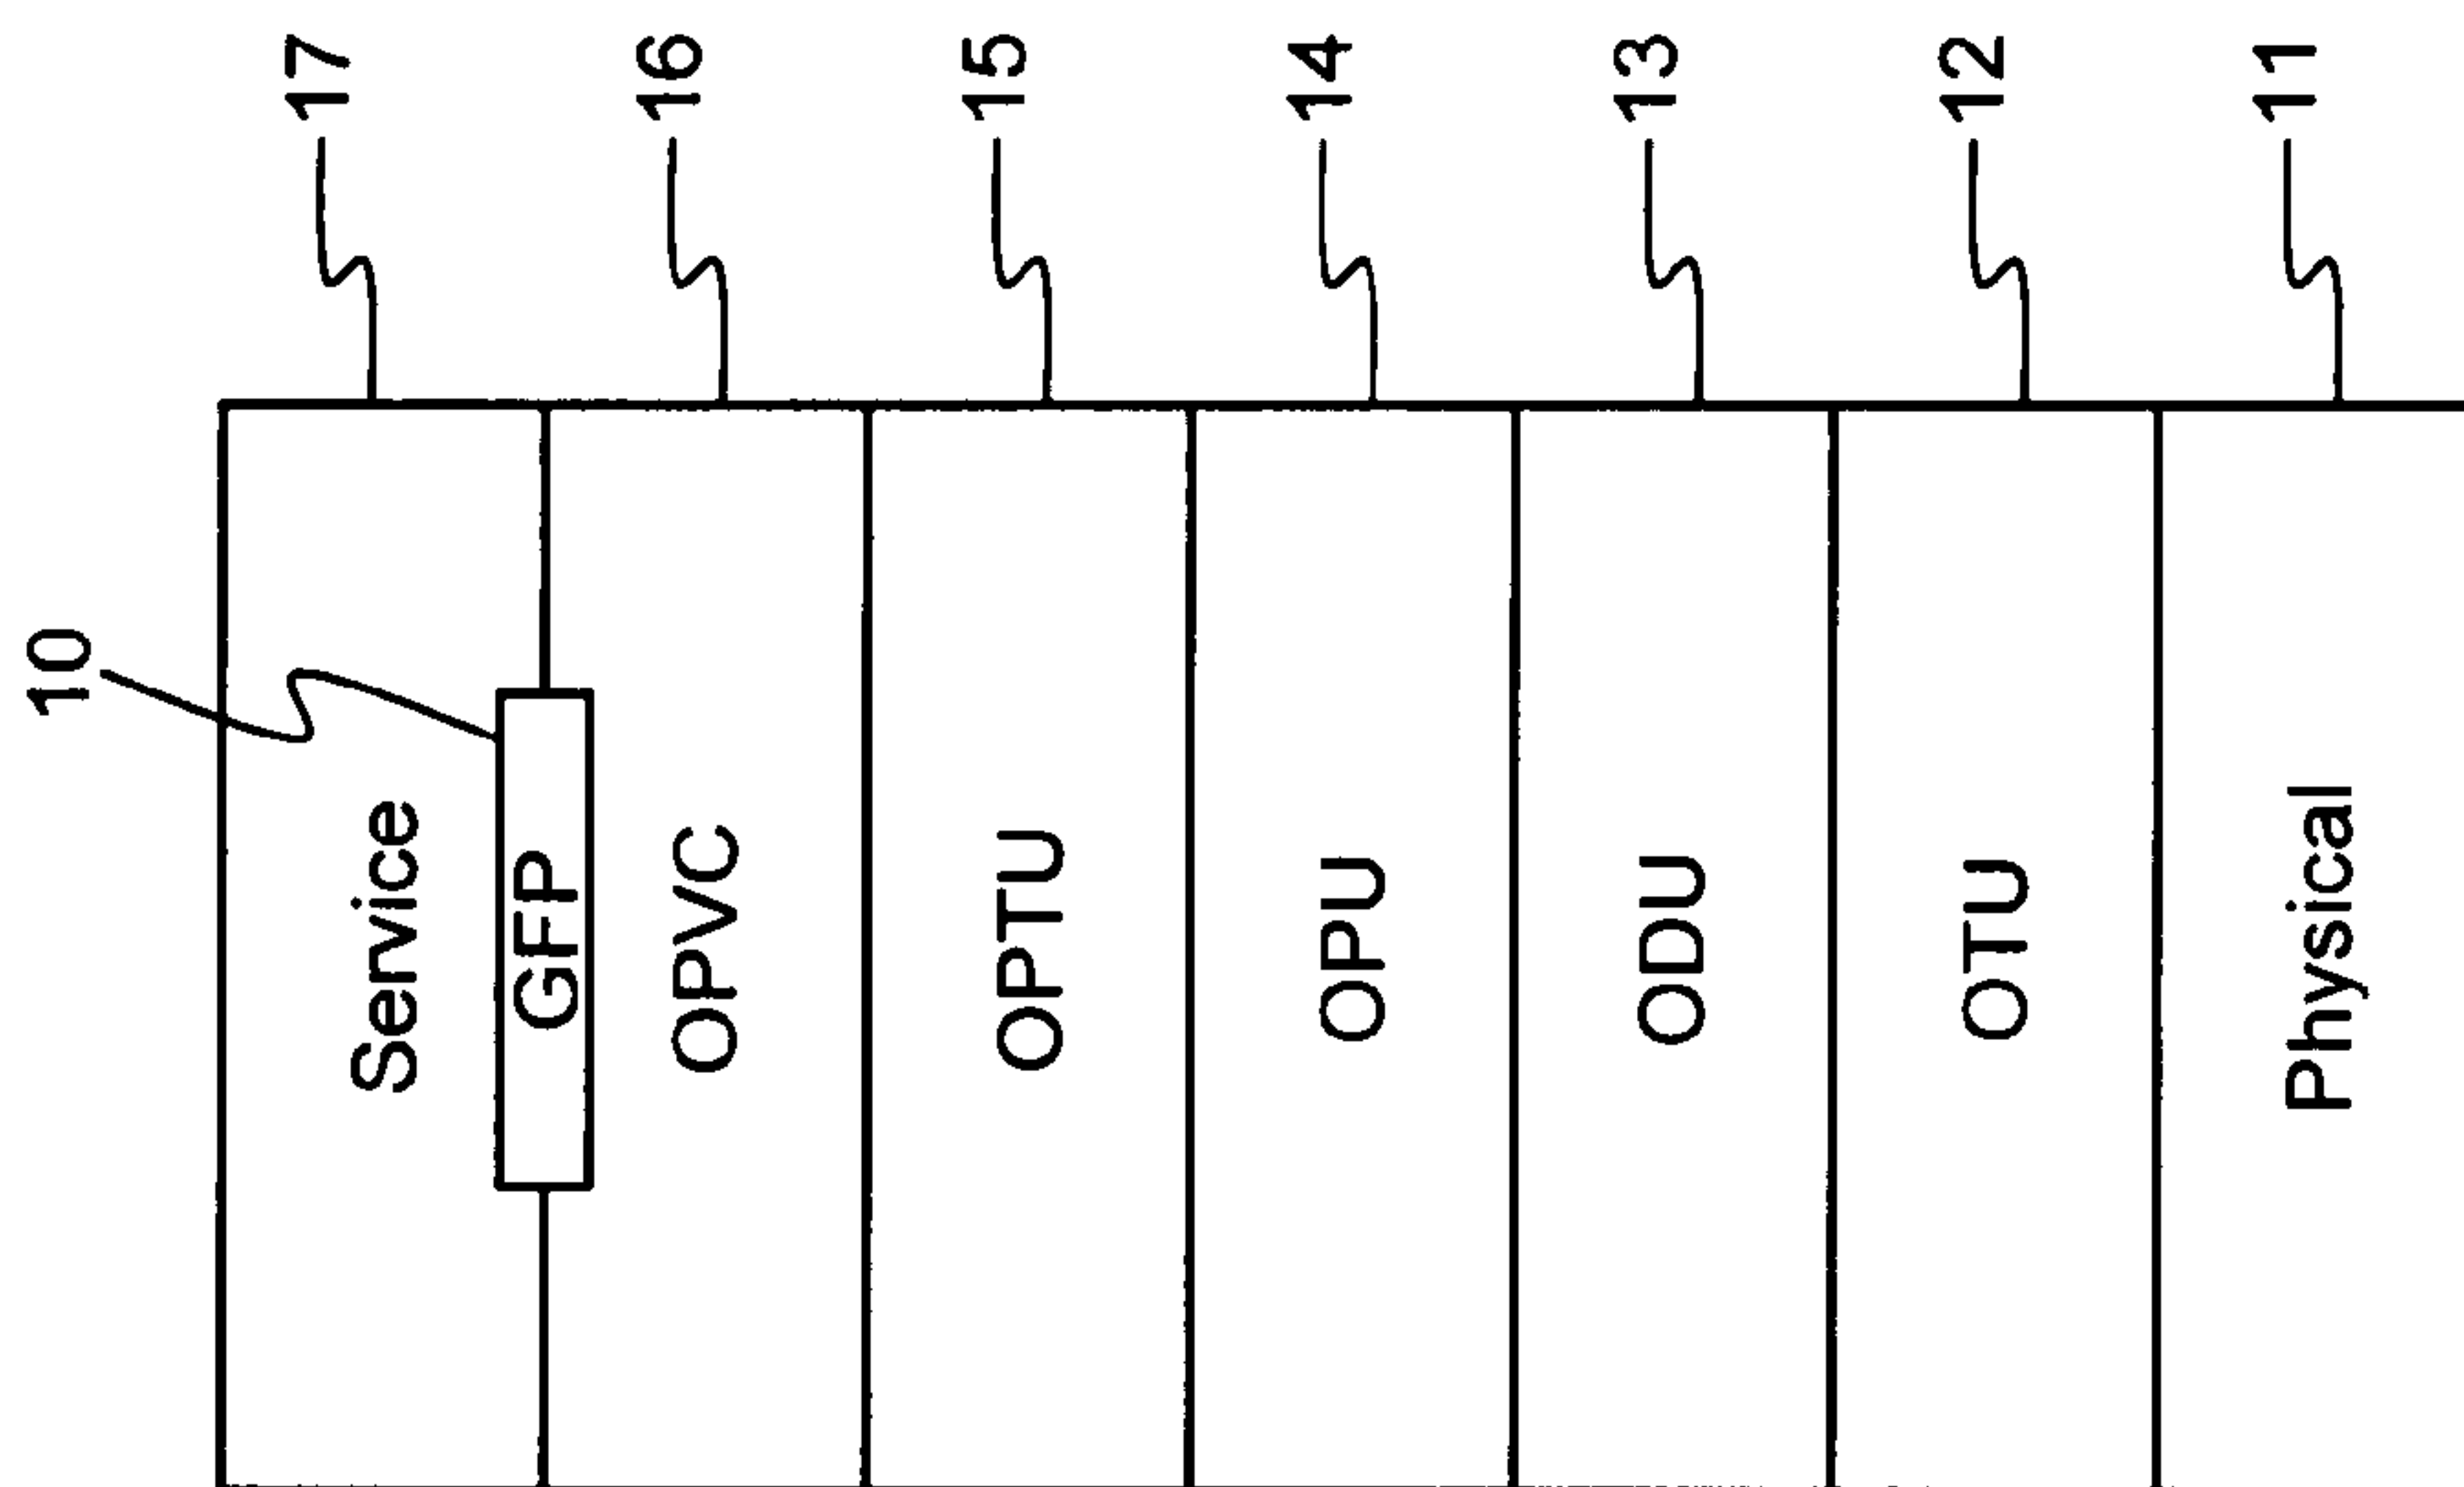 10
Service
17
GFP
OPVC
16
OPTU
15
OPU
14
ODU
13
OTU
12
Physical
11